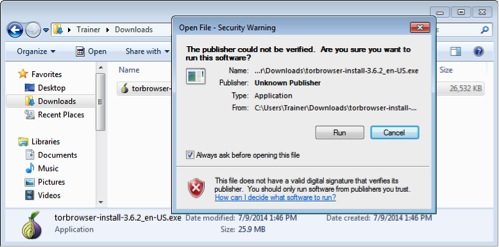 Trainer ▸ Downloads
Organize ▾
Open
Share with ▾
Favorites
Desktop
Downloads
Recent Places
Libraries
Documents
Music
Pictures
Videos
torbrowser-
26,532 KB
Open File - Security Warning
The publisher could not be verified. Are you sure you want to
run this software?
Name: ...r\Downloads\torbrowser-install-3.6.2_en-US.exe
Publisher: Unknown Publisher
Type: Application
From: C:\Users\Trainer\Downloads\torbrowser-install-...
Run
Cancel
Always ask before opening this file
This file does not have a valid digital signature that verifies its
publisher. You should only run software from publishers you trust.
How can I decide what software to run?
torbrowser-install-3.6.2_en-US.exe Date modified: 7/9/2014 1:46 PM Date created: 7/9/2014 1:46 PM
Application Size: 25.9 MB